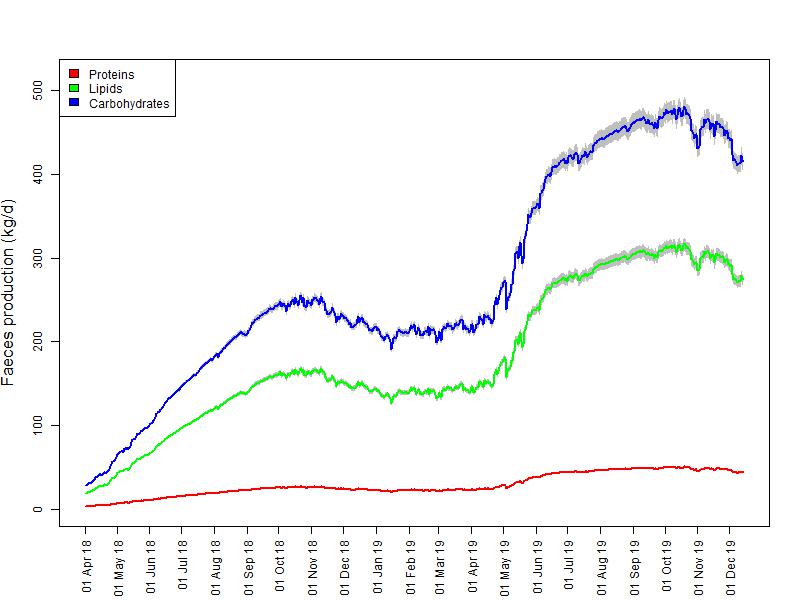 Proteins
Lipids
Carbohydrates
Faeces production (kg/d)
500
400
300
200
100
0
01 Apr 18
01 May 18
01 Jun 18
01 Jul 18
01 Aug 18
01 Sep 18
01 Oct 18
01 Nov 18
01 Dec 18
01 Jan 19
01 Feb 19
01 Mar 19
01 Apr 19
01 May 19
01 Jun 19
01 Jul 19
01 Aug 19
01 Sep 19
01 Oct 19
01 Nov 19
01 Dec 19